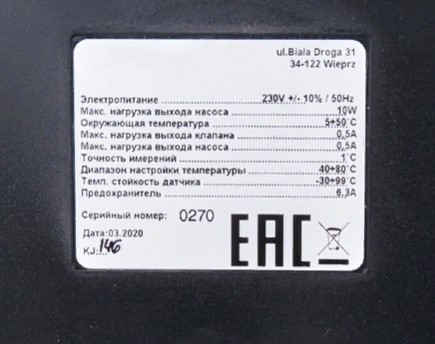 ul.Biała Droga 31
34-122 Wieprz
Электропитание 230V +/- 10% / 50Hz
Макс. нагрузка выхода насоса 10W
Окружающая температура 5÷50°C
Макс. нагрузка выхода клапана 0,5A
Макс. нагрузка выхода насоса 0,5A
Точность имерений 1°C
Диапазон настройки температуры 40÷80°C
Темп. стойкость датчика -30÷99°C
Предохранитель 6,3A
Серийный номер: 0270
Дата:03.2020
KJ:...146
EAC